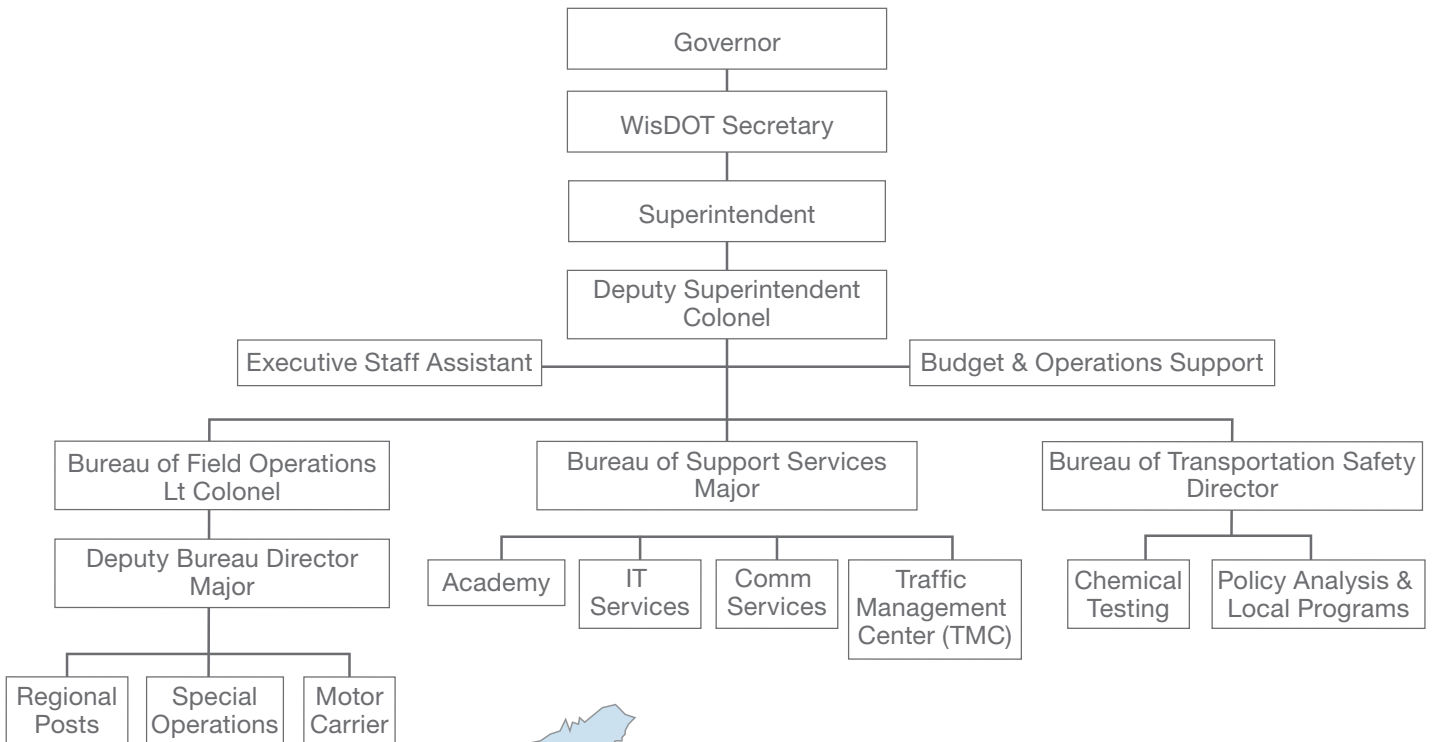 Governor
WisDOT Secretary
Superintendent
Deputy Superintendent
Colonel
Executive Staff Assistant
Budget & Operations Support
Bureau of Field Operations
Lt Colonel
Bureau of Support Services
Major
Bureau of Transportation Safety
Director
Deputy Bureau Director
Major
Academy
IT
Services
Comm
Services
Traffic
Management
Center (TMC)
Chemical
Testing
Policy Analysis &
Local Programs
Regional
Posts
Special
Operations
Motor
Carrier